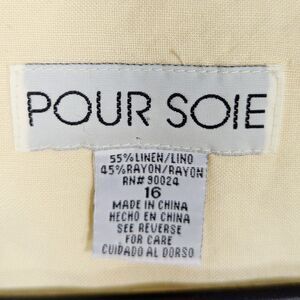 POUR SOIE
55% LINEN/LINO
45% RAYON/RAYON
RN# 90024
16
MADE IN CHINA
HECHO EN CHINA
SEE REVERSE
FOR CARE
CUIDADO AL DORSO